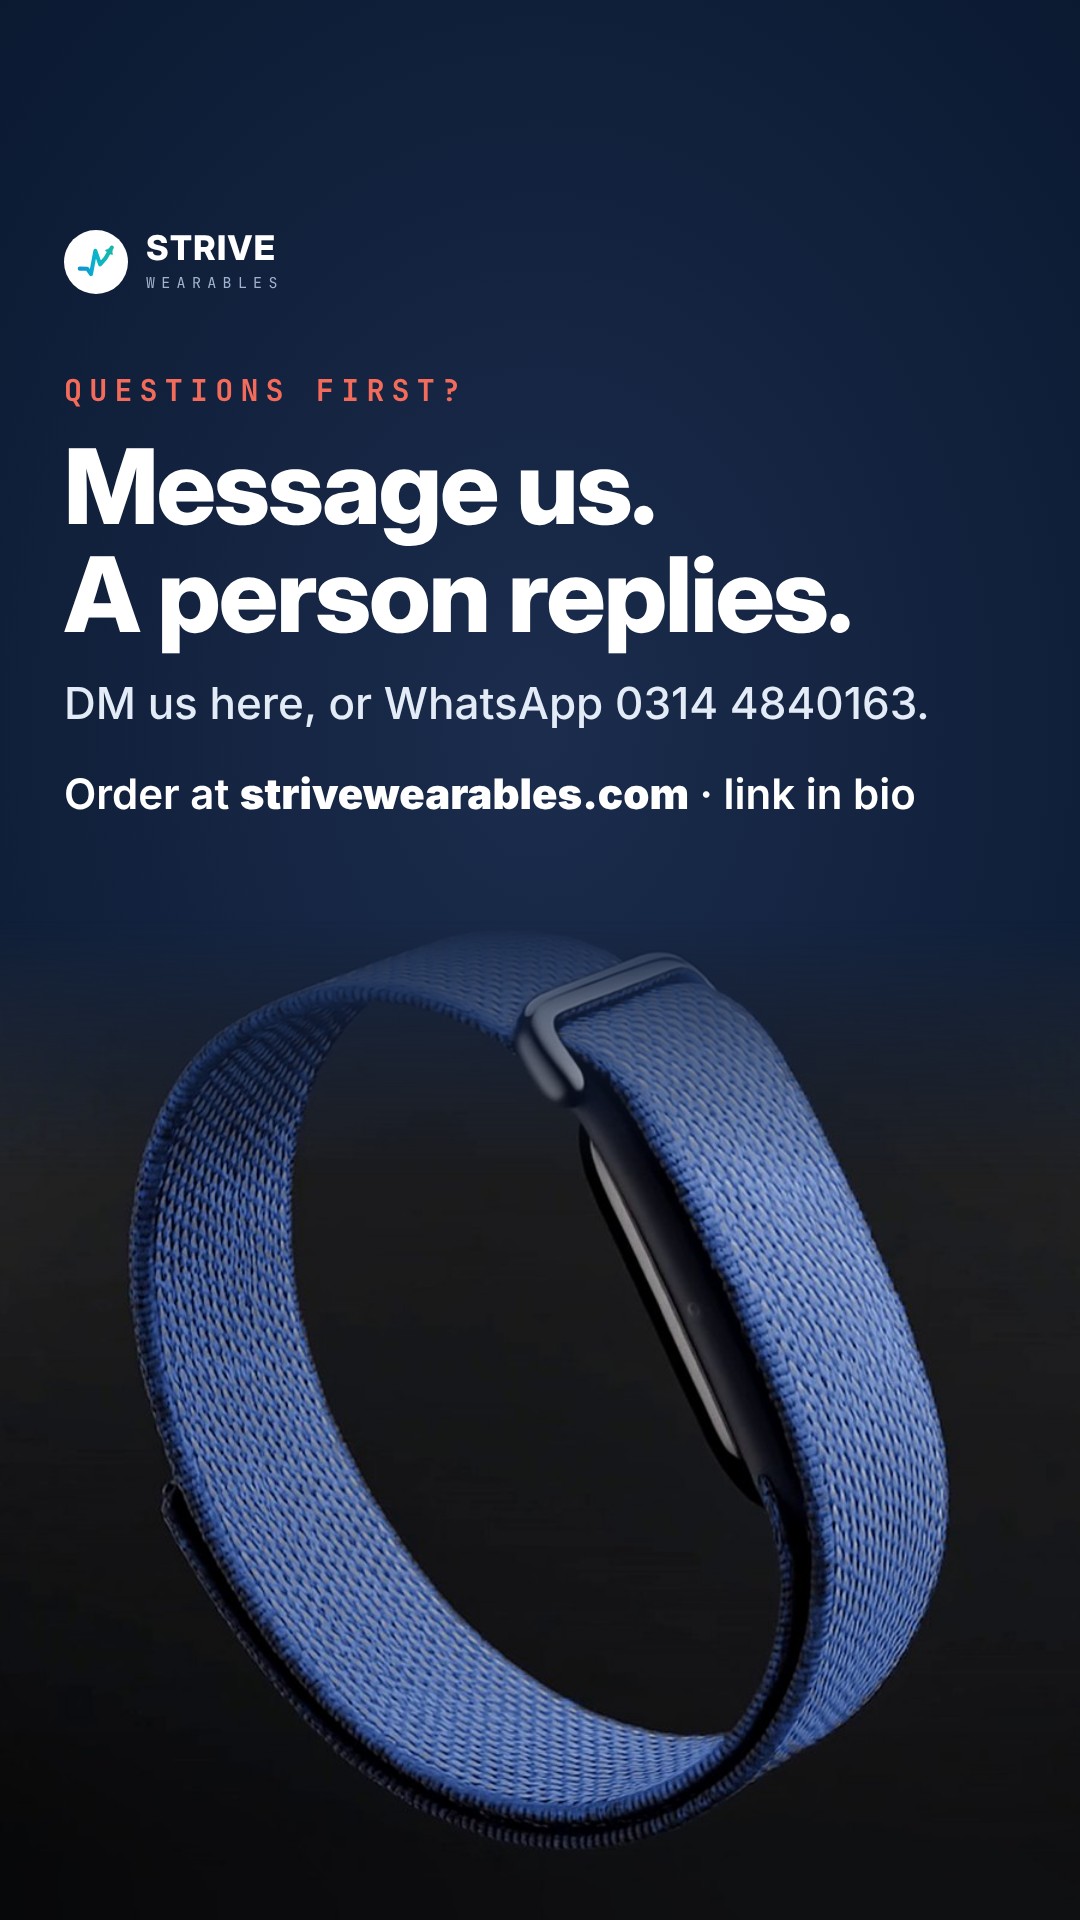 STRIVE
WEARABLES
QUESTIONS FIRST?
Message us.
A person replies.
DM us here, or WhatsApp 0314 4840163.
Order at strivewearables.com · link in bio